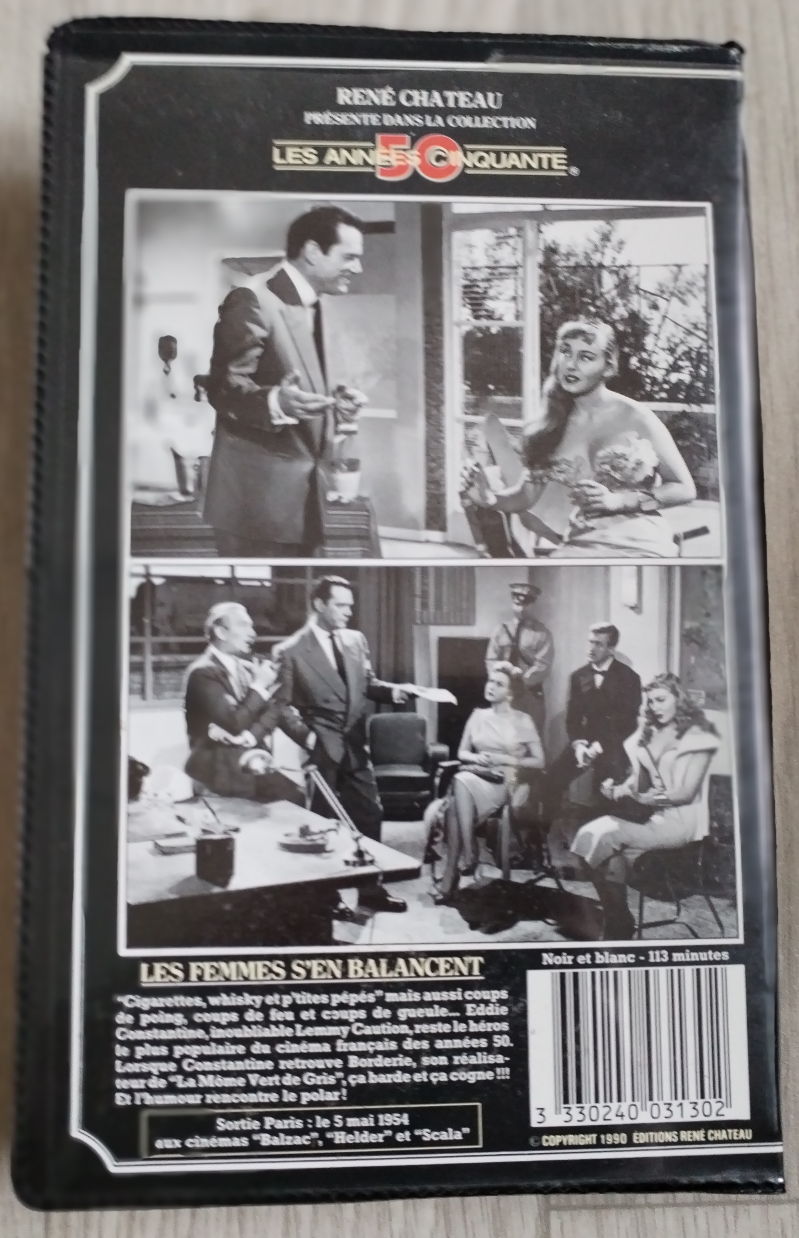 RENÉ CHATEAU
PRÉSENTE DANS LA COLLECTION
50
LES ANNÉES CINQUANTE ®
LES FEMMES S'EN BALANCENT
"Cigarettes, whisky et p'tites pépés" mais aussi coups
de poing, coups de feu et coups de gueule... Eddie
Constantine, inoubliable Lemmy Caution, reste le héros
le plus populaire du cinéma français des années 50.
Lorsque Constantine retrouve Borderie, son réalisa-
teur de "La Môme Vert de Gris", ça barde et ça cogne !!!
Et l'humour rencontre le polar !
Sortie Paris : le 5 mai 1954
aux cinémas "Balzac", "Helder" et "Scala"
Noir et blanc - 113 minutes
3 330240 031302
© COPYRIGHT 1990 ÉDITIONS RENÉ CHATEAU